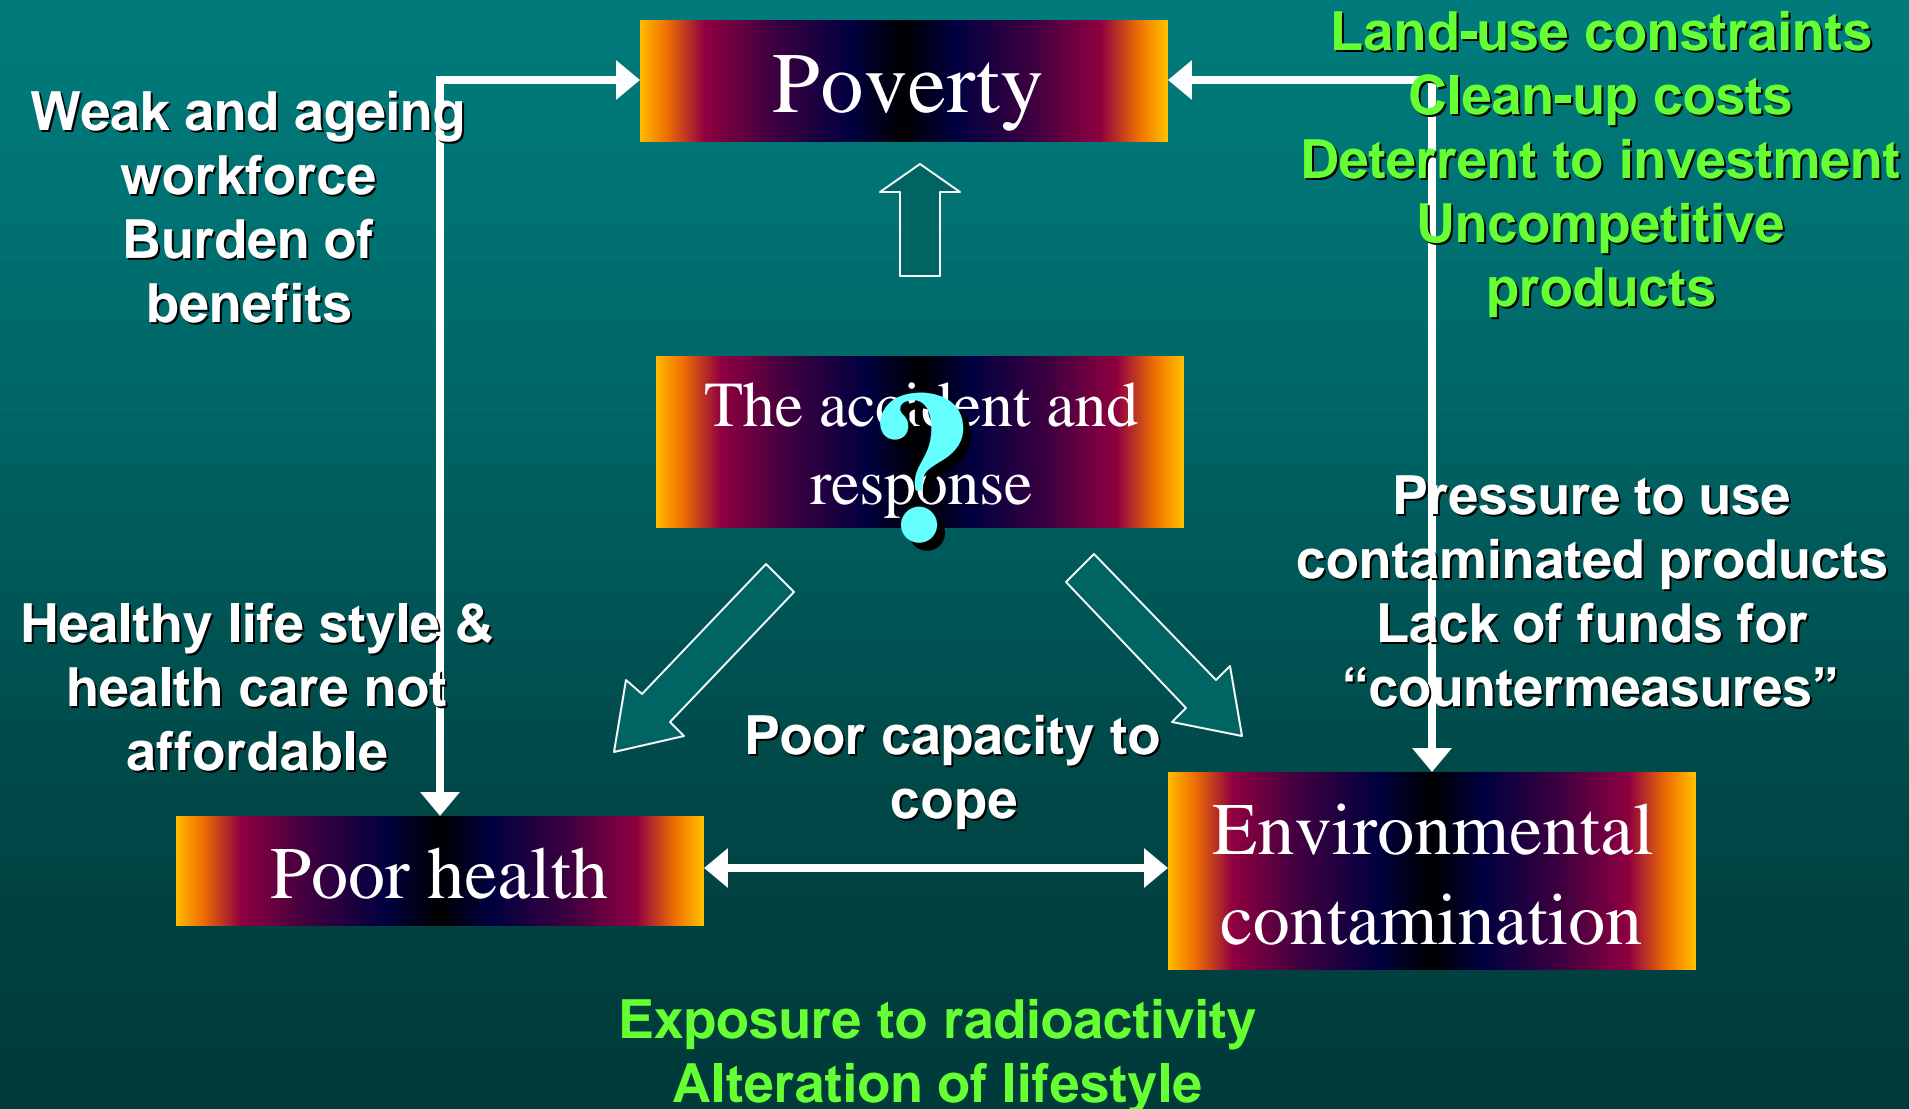 Poverty
Land-use constraints
Clean-up costs
Deterrent to investment
Uncompetitive
products
Weak and ageing
workforce
Burden of
benefits
The accident and
response
?
Pressure to use
contaminated products
Lack of funds for
“countermeasures”
Healthy life style &
health care not
affordable
Poor capacity to
cope
Poor health
Environmental
contamination
Exposure to radioactivity
Alteration of lifestyle